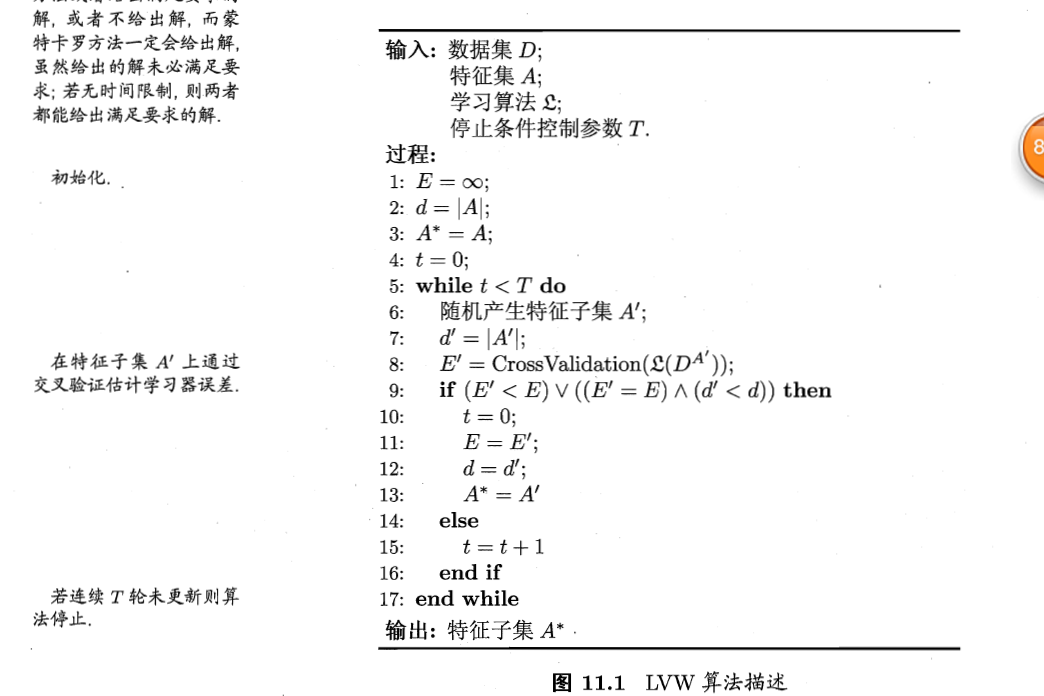 解, 或者不给出解, 而蒙
特卡罗方法一定会给出解,
虽然给出的解未必满足要
求; 若无时间限制, 则两者
都能给出满足要求的解.
初始化.
在特征子集 A′ 上通过
交叉验证估计学习器误差.
若连续 T 轮未更新则算
法停止.
输入: 数据集 D;
特征集 A;
学习算法 𝔏;
停止条件控制参数 T.
过程:
1: E = ∞;
2: d = |A|;
3: A* = A;
4: t = 0;
5: while t < T do
6: 随机产生特征子集 A′;
7: d′ = |A′|;
8: E′ = CrossValidation(𝔏(D^{A′}));
9: if (E′ < E) ∨ ((E′ = E) ∧ (d′ < d)) then
10: t = 0;
11: E = E′;
12: d = d′;
13: A* = A′
14: else
15: t = t + 1
16: end if
17: end while
输出: 特征子集 A*
图 11.1 LVW 算法描述
8